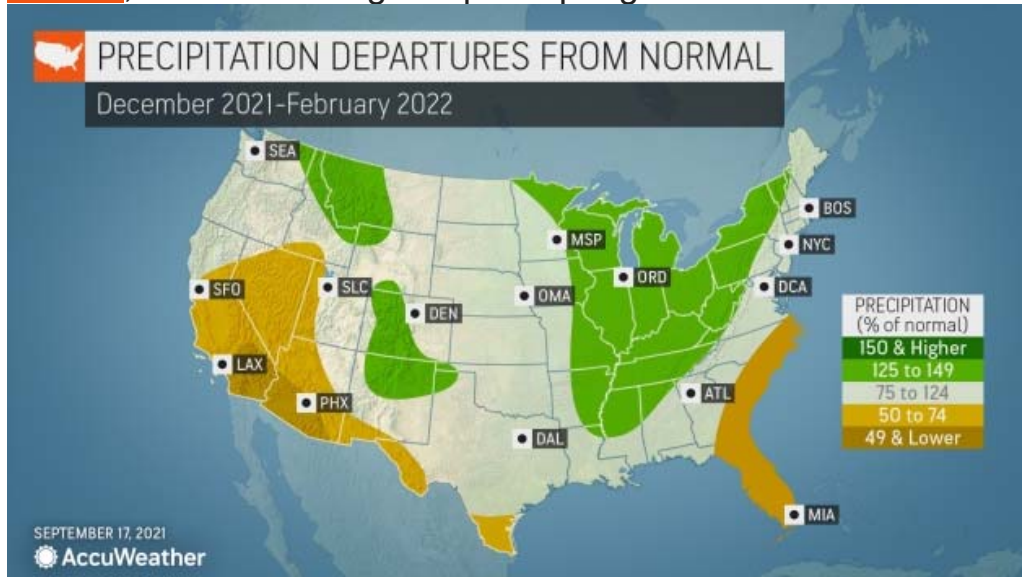 PRECIPITATION DEPARTURES FROM NORMAL
December 2021-February 2022
SEA
BOS
MSP
NYC
ORD
SFO
SLC
OMA
DCA
DEN
PRECIPITATION
(% of normal)
150 & Higher
125 to 149
75 to 124
50 to 74
49 & Lower
LAX
PHX
ATL
DAL
MIA
SEPTEMBER 17, 2021
AccuWeather